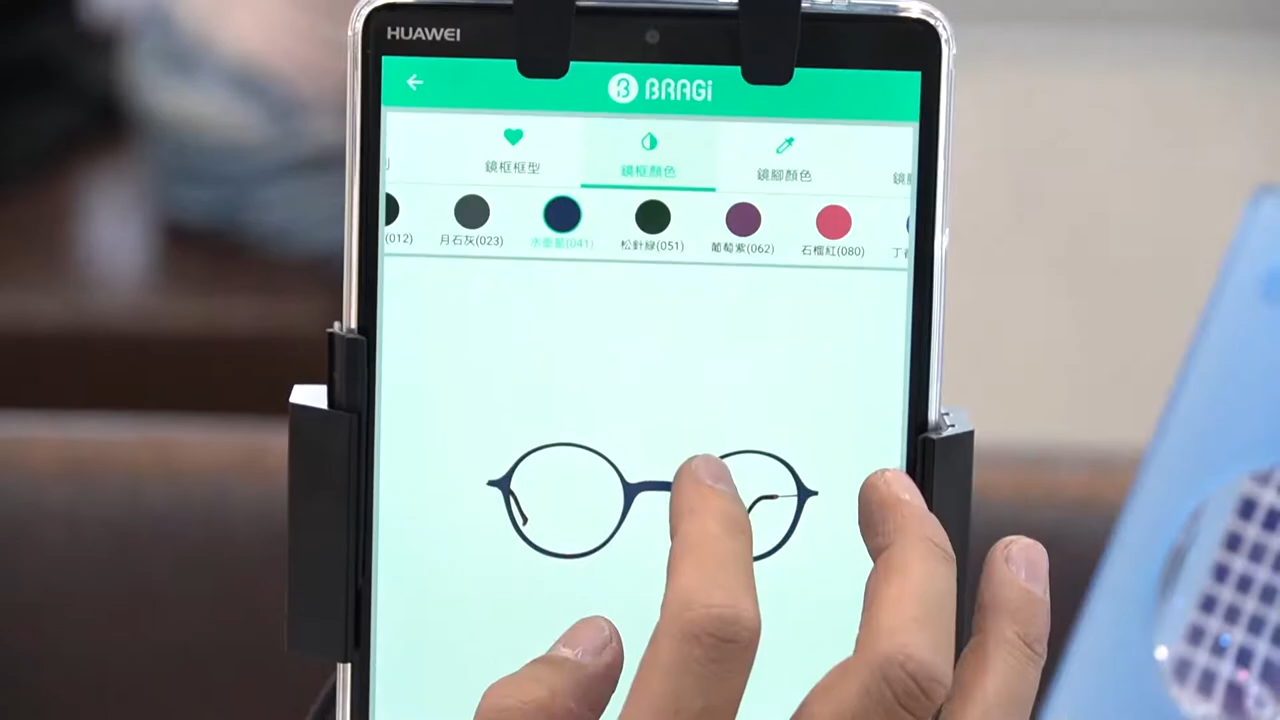 HUAWEI
BRAGi
鏡框框型
鏡框顏色
鏡腳顏色
(012)
月石灰(023)
(041)
松針綠(051)
葡萄紫(062)
石榴紅(080)